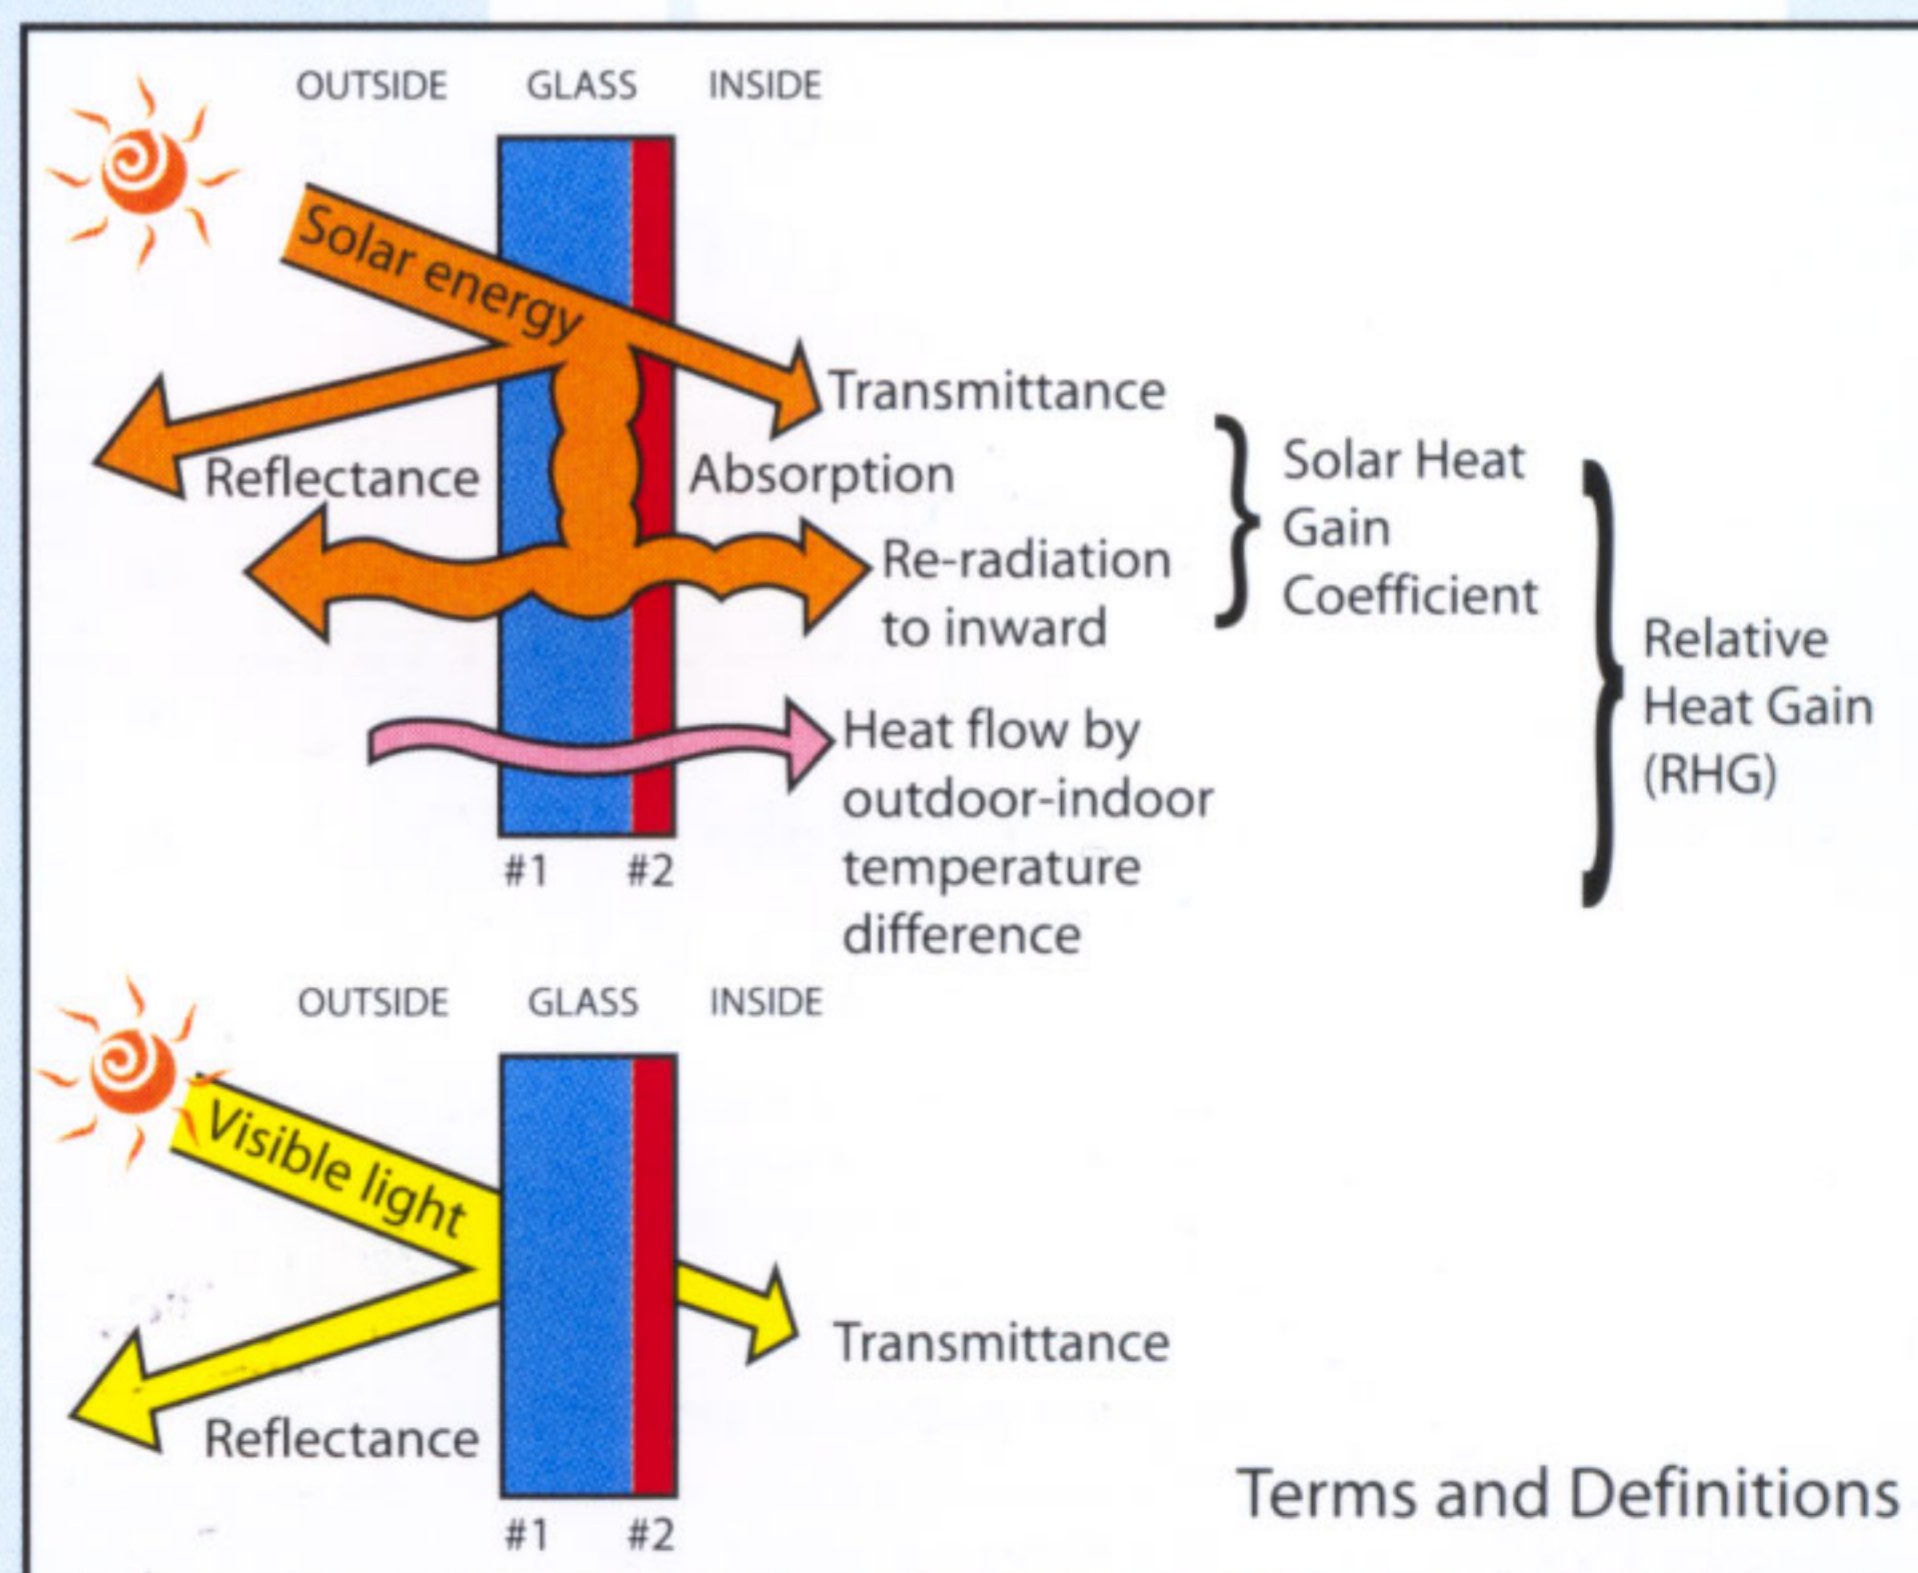 OUTSIDE GLASS INSIDE
Solar energy
Transmittance
Reflectance
Absorption
Re-radiation
to inward
Solar Heat
Gain
Coefficient
Heat flow by
outdoor-indoor
temperature
difference
Relative
Heat Gain
(RHG)
#1 #2
OUTSIDE GLASS INSIDE
Visible light
Transmittance
Reflectance
#1 #2
Terms and Definitions